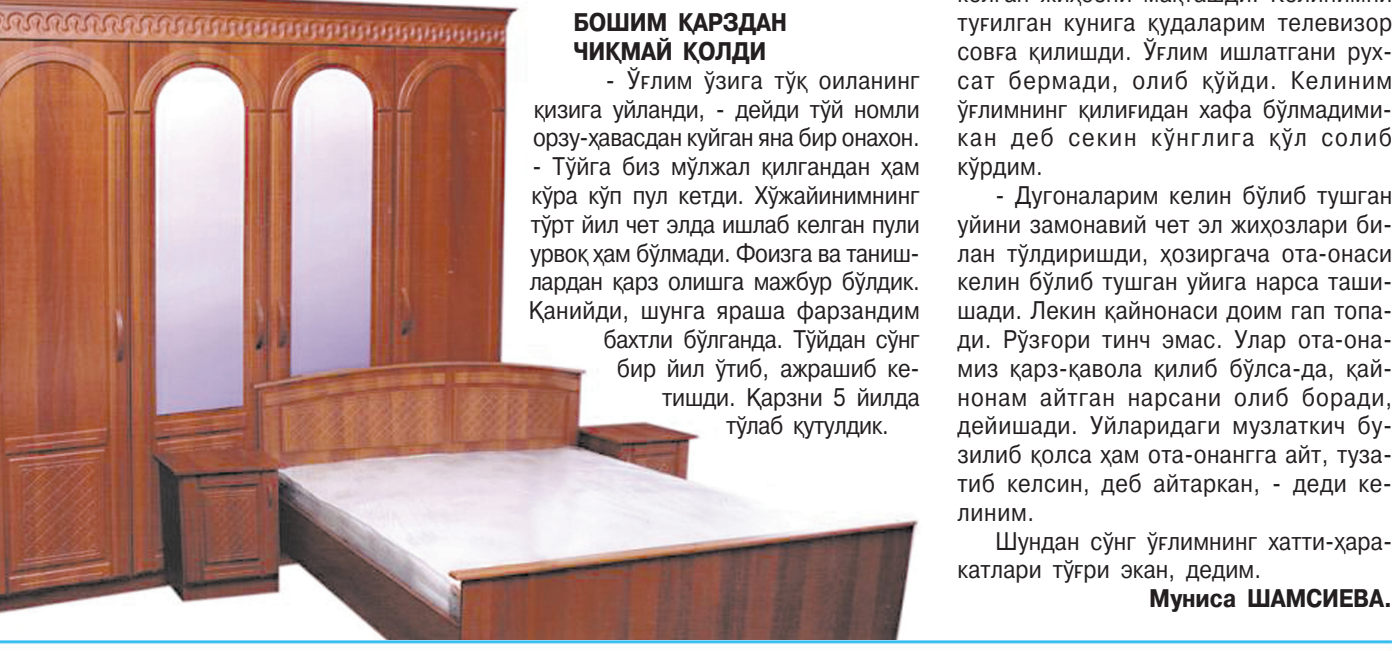 БОШИМ ҚАРЗДАН
ЧИҚМАЙ ҚОЛДИ
- Ўғлим ўзига тўқ оиланинг
қизига уйланди, - дейди тўй номли
орзу-ҳавасдан куйган яна бир онахон.
- Тўйга биз мўлжал қилгандан ҳам
кўра кўп пул кетди. Хўжайинимнинг
тўрт йил чет элда ишлаб келган пули
урвоқ ҳам бўлмади. Фоизга ва таниш-
лардан қарз олишга мажбур бўлдик.
Қанийди, шунга яраша фарзандим
бахтли бўлганда. Тўйдан сўнг
бир йил ўтиб, ажрашиб ке-
тишди. Қарзни 5 йилда
тўлаб қутулдик.
туғилган кунига қудаларим телевизор
совға қилишди. Ўғлим ишлатгани рух-
сат бермади, олиб қўйди. Келиним
ўғлимнинг қилиғидан хафа бўлмадими-
кан деб секин кўнглига қўл солиб
кўрдим.
- Дугоналарим келин бўлиб тушган
уйини замонавий чет эл жиҳозлари би-
лан тўлдиришди, ҳозиргача ота-онаси
келин бўлиб тушган уйига нарса таши-
шади. Лекин қайнонаси доим гап топа-
ди. Рўзғори тинч эмас. Улар ота-она-
миз қарз-қавола қилиб бўлса-да, қай-
нонам айтган нарсани олиб боради,
дейишади. Уйларидаги музлаткич бу-
зилиб қолса ҳам ота-онангга айт, туза-
тиб келсин, деб айтаркан, - деди ке-
линим.
Шундан сўнг ўғлимнинг хатти-ҳара-
катлари тўғри экан, дедим.
Муниса ШАМСИЕВА.